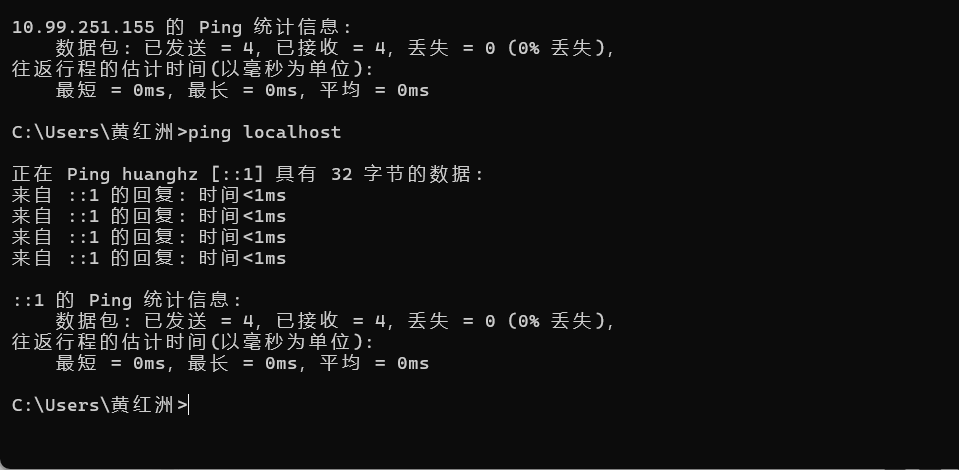 10.99.251.155 的 Ping 统计信息:
    数据包: 已发送 = 4, 已接收 = 4, 丢失 = 0 (0% 丢失),
往返行程的估计时间(以毫秒为单位):
    最短 = 0ms, 最长 = 0ms, 平均 = 0ms
C:\Users\黄红洲>ping localhost
正在 Ping huanghz [::1] 具有 32 字节的数据:
来自 ::1 的回复: 时间<1ms
来自 ::1 的回复: 时间<1ms
来自 ::1 的回复: 时间<1ms
来自 ::1 的回复: 时间<1ms
::1 的 Ping 统计信息:
    数据包: 已发送 = 4, 已接收 = 4, 丢失 = 0 (0% 丢失),
往返行程的估计时间(以毫秒为单位):
    最短 = 0ms, 最长 = 0ms, 平均 = 0ms
C:\Users\黄红洲>